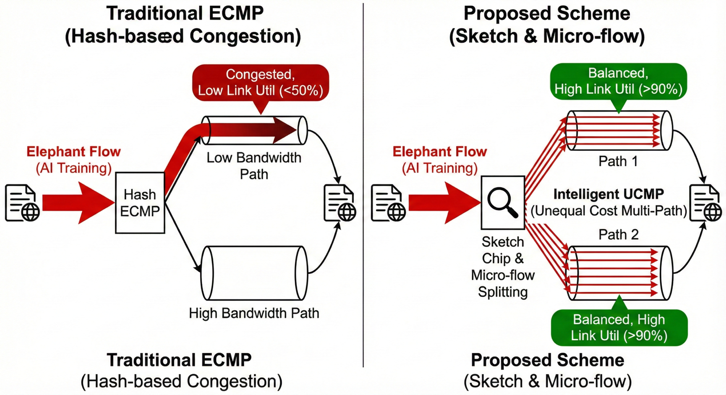 Traditional ECMP
(Hash-based Congestion)
Congested,
Low Link Util (<50%)
Elephant Flow
(AI Training)
Hash
ECMP
Low Bandwidth
Path
High Bandwidth Path
Traditional ECMP
(Hash-based Congestion)
Proposed Scheme
(Sketch & Micro-flow)
Balanced,
High Link Util (>90%)
Elephant Flow
(AI Training)
Path 1
Intelligent UCMP
(Unequal Cost Multi-Path)
Path 2
Sketch
Chip &
Micro-flow
Splitting
Balanced, High
Link Util (>90%)
Proposed Scheme
(Sketch & Micro-flow)